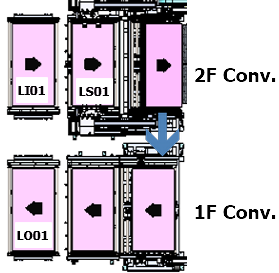 LI01 LS01
2F Conv.
1F Conv.
LO01